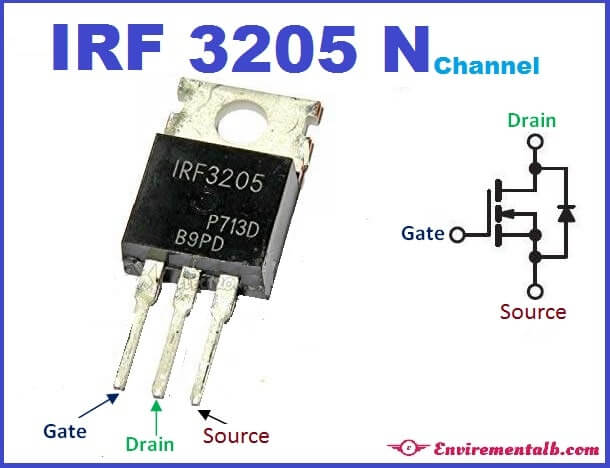 IRF 3205 N Channel
IRF3205
P713D
B9PD
Drain
Gate
Source
Gate
Drain
Source
e
Envirementalb.com